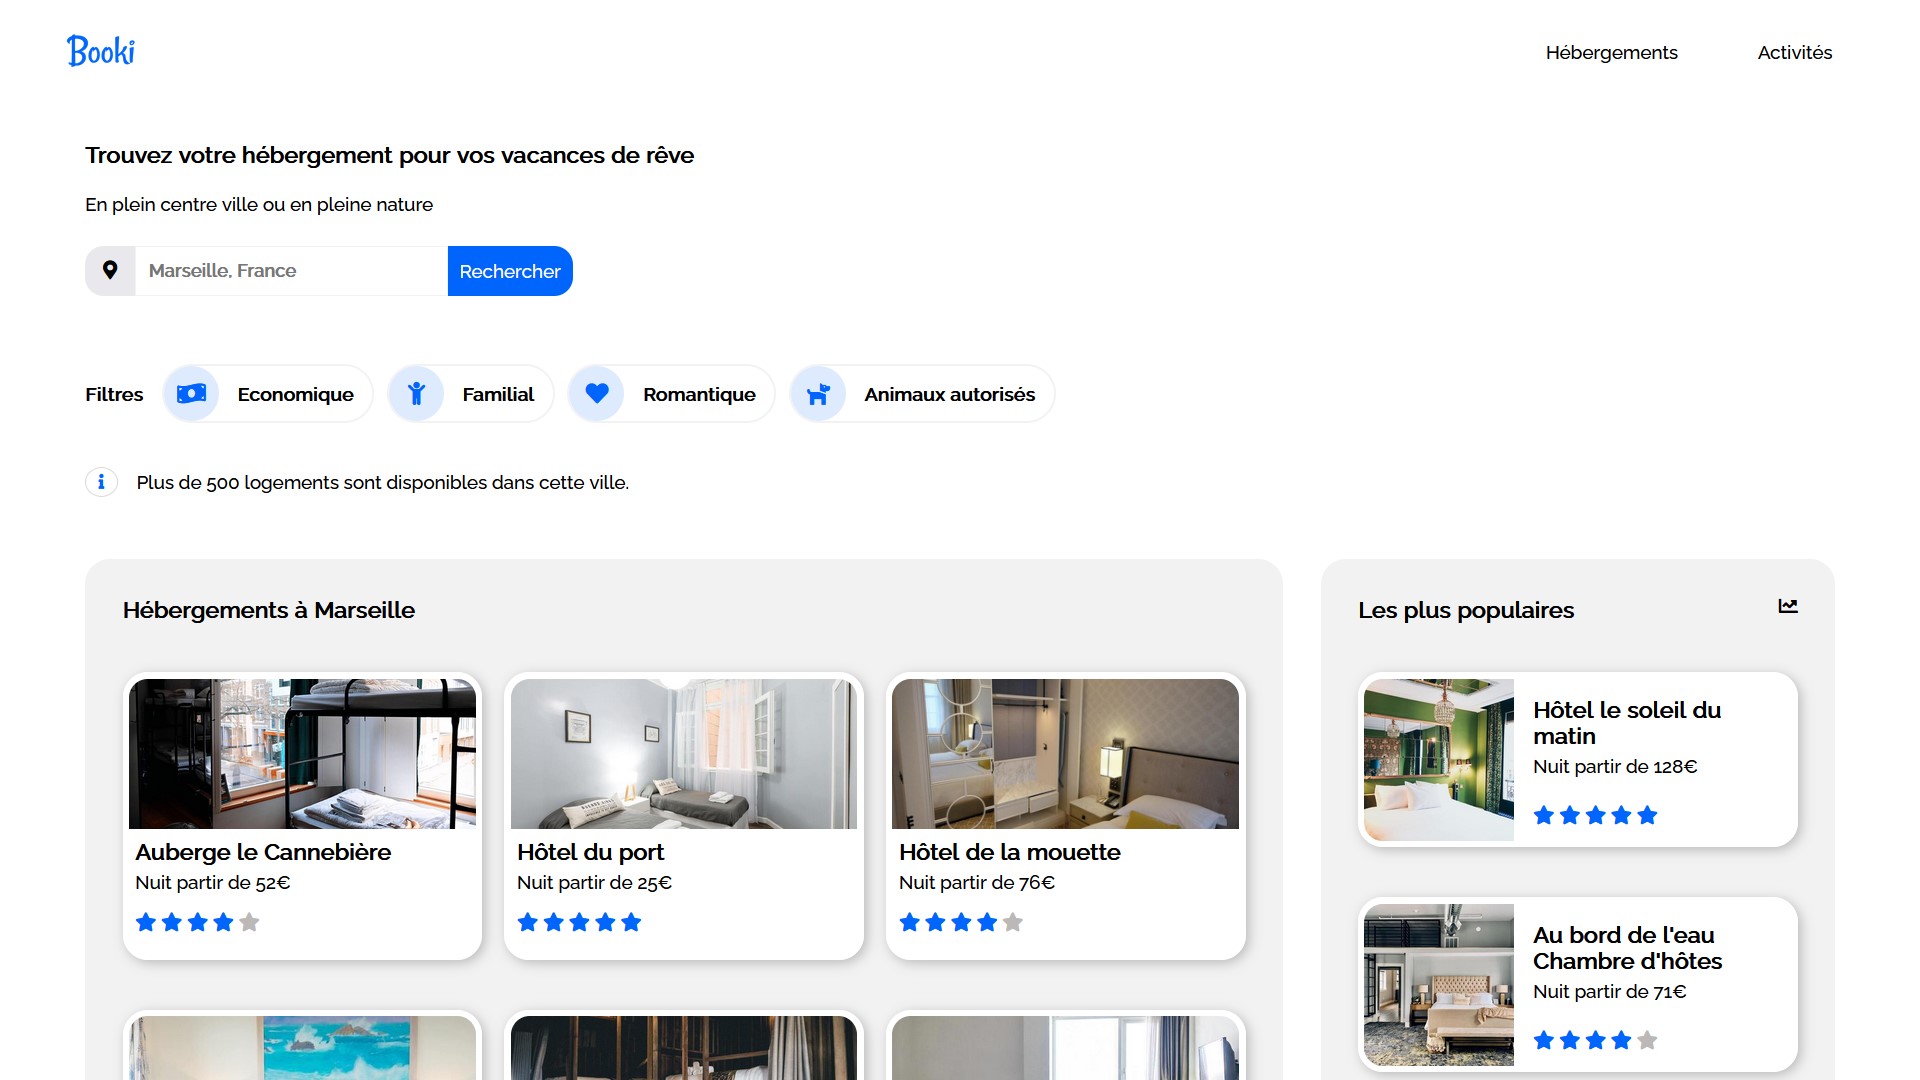 Booki
Hébergements
Activités
Trouvez votre hébergement pour vos vacances de rêve
En plein centre ville ou en pleine nature
Marseille, France
Rechercher
Filtres
Economique
Familial
Romantique
Animaux autorisés
Plus de 500 logements sont disponibles dans cette ville.
Hébergements à Marseille
Auberge le Cannebière
Nuit partir de 52€
Hôtel du port
Nuit partir de 25€
Hôtel de la mouette
Nuit partir de 76€
Les plus populaires
Hôtel le soleil du
matin
Nuit partir de 128€
Au bord de l'eau
Chambre d'hôtes
Nuit partir de 71€